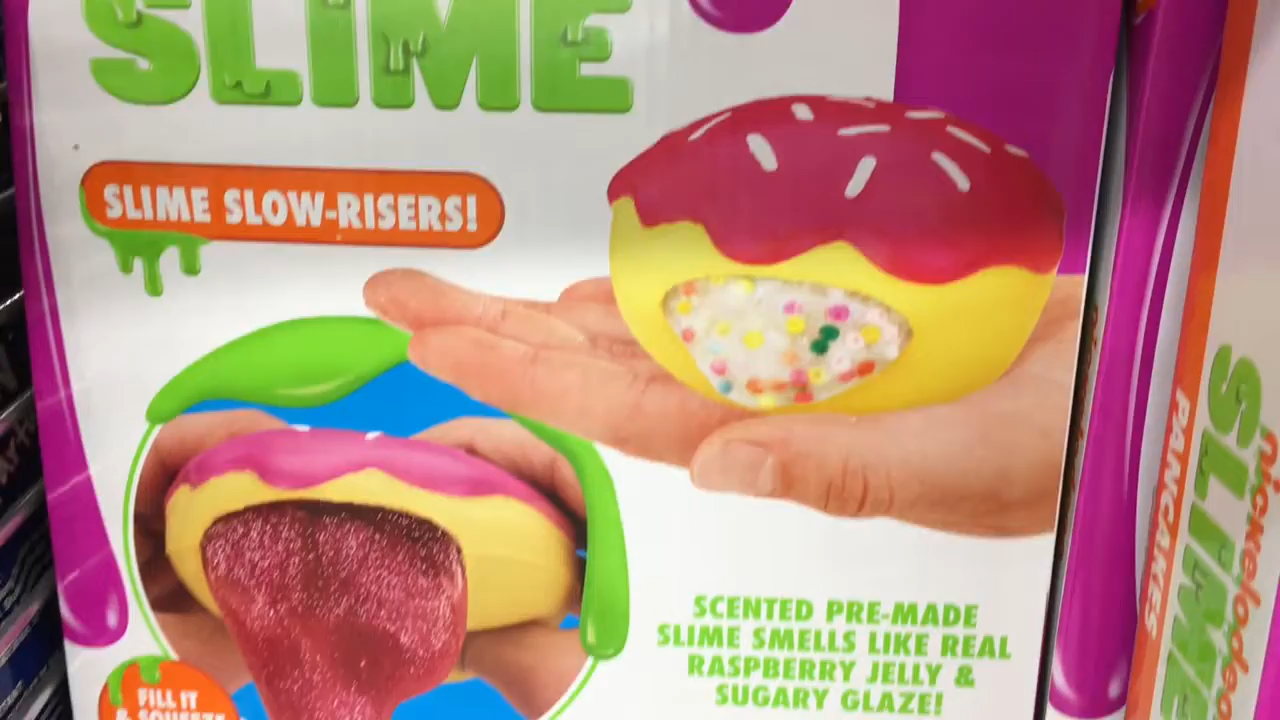 SLIME
SLIME SLOW-RISERS!
SCENTED PRE-MADE
SLIME SMELLS LIKE REAL
RASPBERRY JELLY &
SUGARY GLAZE!
FILL IT
& SQUEEZE
PANCAKES
nickelodeon
SLIME